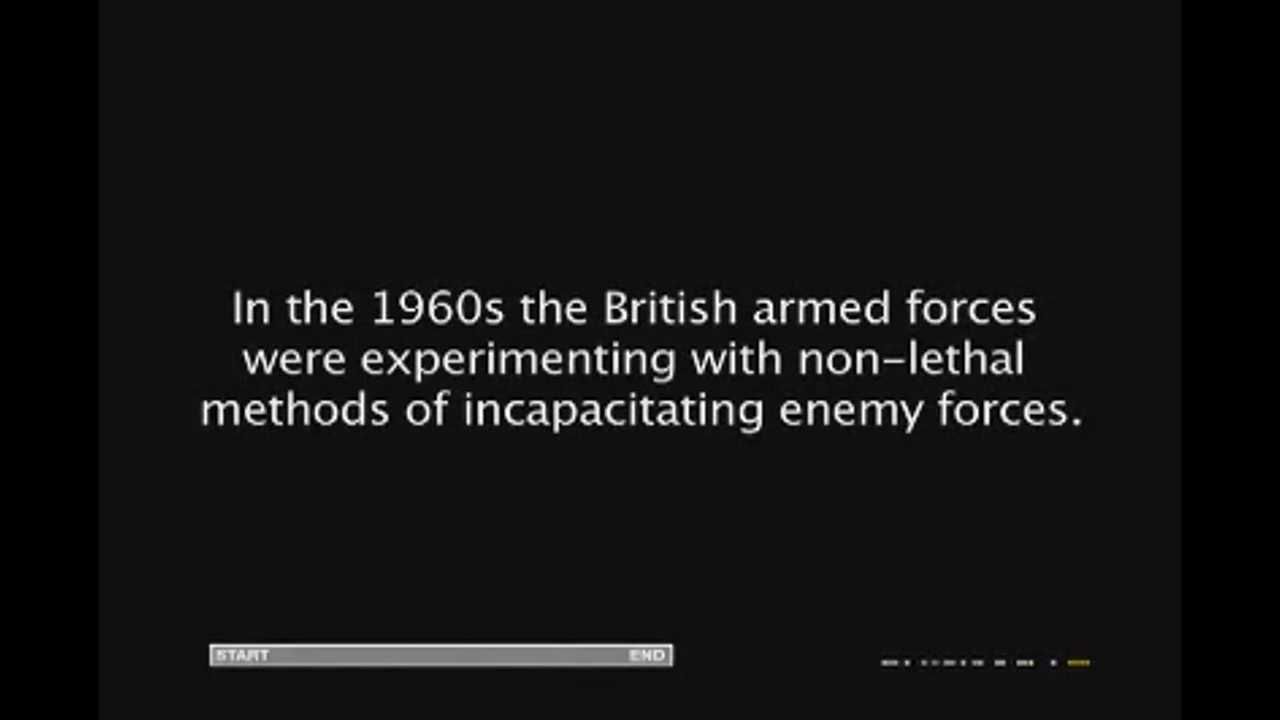 In the 1960s the British armed forces
were experimenting with non-lethal
methods of incapacitating enemy forces.
START END